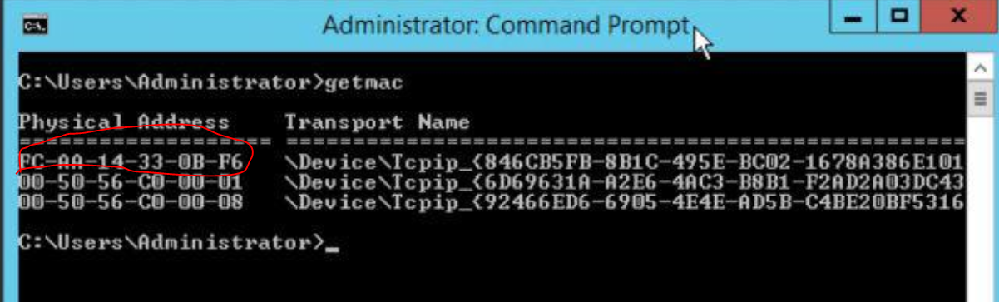 Administrator: Command Prompt
C:\Users\Administrator>getmac
Physical Address    Transport Name
=================== ==========================================================
FC-AA-14-33-0B-F6   \Device\Tcpip_{846CB5FB-8B1C-495E-BC02-1678A386E101
00-50-56-C0-00-01   \Device\Tcpip_{6D69631A-A2E6-4AC3-B8B1-F2AD2A03DC43
00-50-56-C0-00-08   \Device\Tcpip_{92466ED6-6905-4E4E-AD5B-C4BE20BF5316
C:\Users\Administrator>_